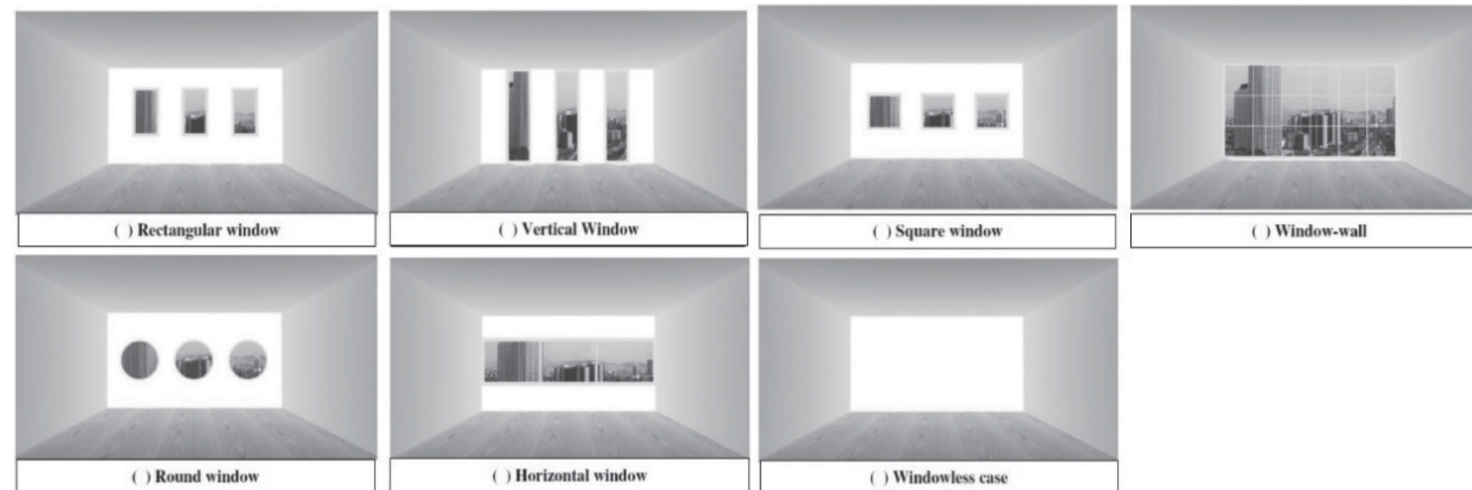 ( ) Rectangular window
( ) Vertical Window
( ) Square window
( ) Window-wall
( ) Round window
( ) Horizontal window
( ) Windowless case